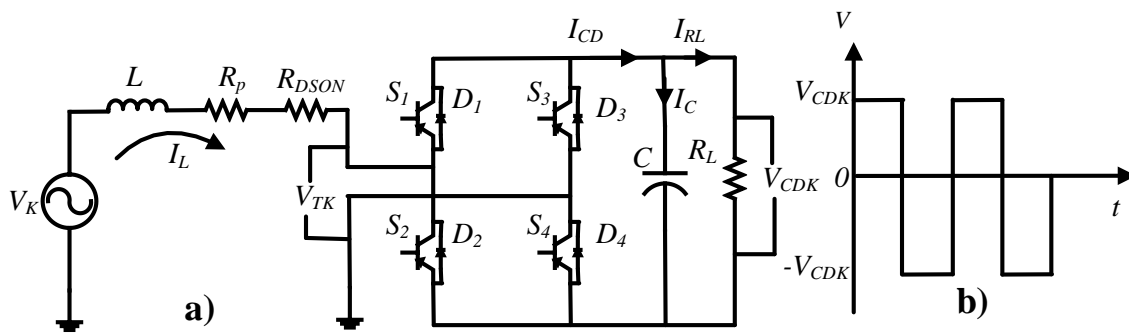 I_CD I_RL V
L R_p R_DSON S_1 D_1 S_3 D_3 I_C V_CDK
I_L C R_L
V_K V_TK V_CDK 0 t
S_2 D_2 S_4 D_4
-V_CDK
a) b)